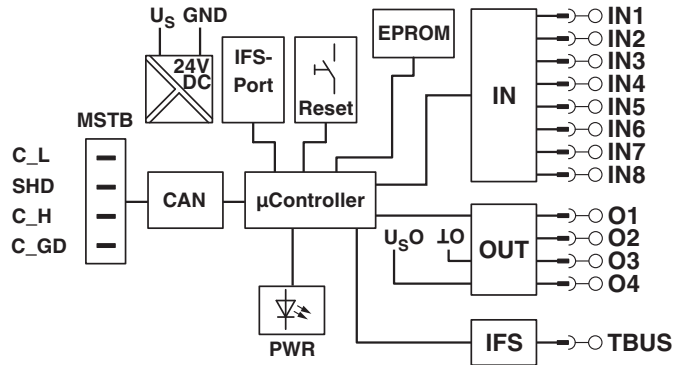 U_S GND
24V
DC
IFS-
Port
Reset
EPROM
IN
IN1
IN2
IN3
IN4
IN5
IN6
IN7
IN8
MSTB
C_L
SHD
C_H
C_GD
CAN
µController
U_SO
OT
OUT
O1
O2
O3
O4
PWR
IFS
TBUS